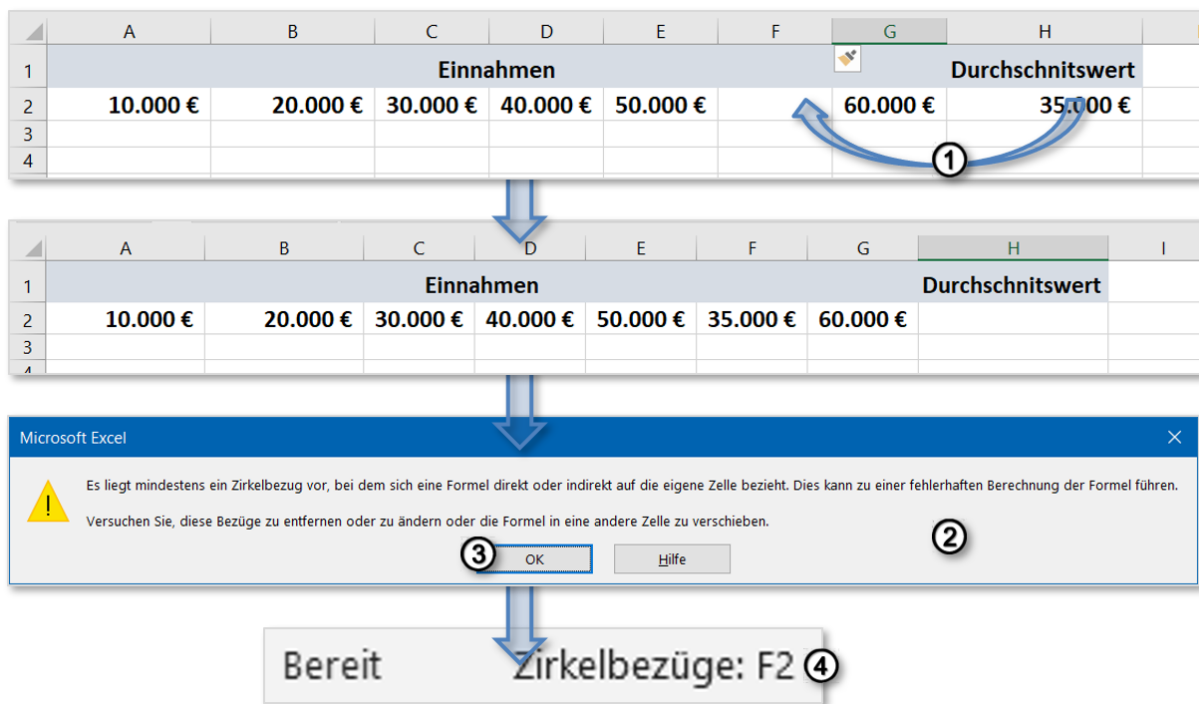 A B C D E F G H
1 Einnahmen Durchschnitswert
2 10.000 € 20.000 € 30.000 € 40.000 € 50.000 € 60.000 € 35.000 €
3
4
1
A B C D E F G H I
1 Einnahmen Durchschnitswert
2 10.000 € 20.000 € 30.000 € 40.000 € 50.000 € 35.000 € 60.000 €
3
Microsoft Excel
Es liegt mindestens ein Zirkelbezug vor, bei dem sich eine Formel direkt oder indirekt auf die eigene Zelle bezieht. Dies kann zu einer fehlerhaften Berechnung der Formel führen.
Versuchen Sie, diese Bezüge zu entfernen oder zu ändern oder die Formel in eine andere Zelle zu verschieben.
2
3 OK Hilfe
Bereit Zirkelbezüge: F2 4